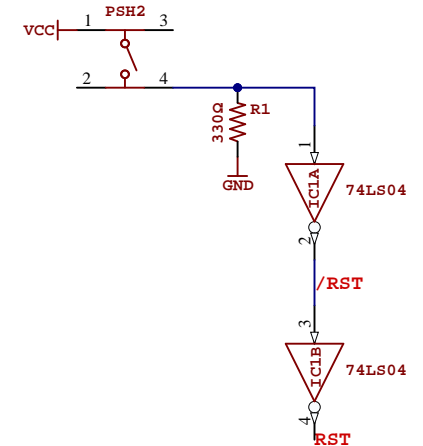 PSH2
VCC 1 3
2 4
330Ω R1
GND
1
IC1A 74LS04
2
/RST
3
IC1B 74LS04
4
RST